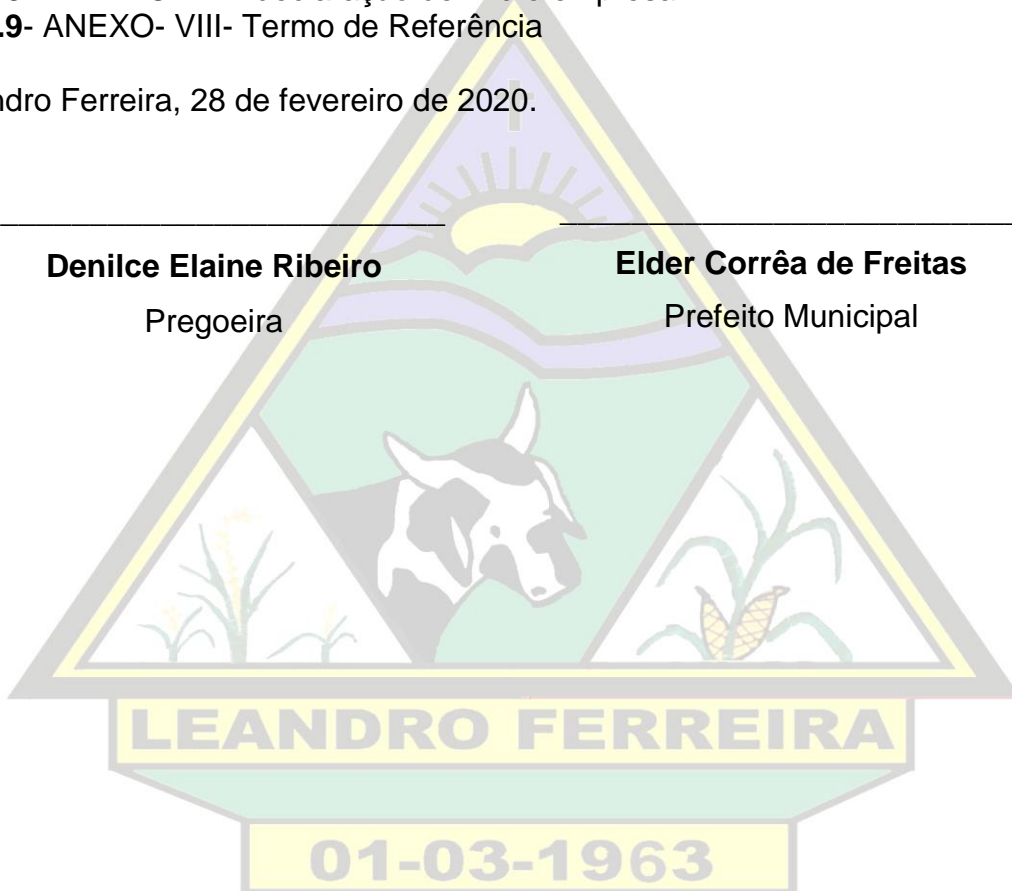 .9- ANEXO- VIII- Termo de Referência
ndro Ferreira, 28 de fevereiro de 2020.
Denilce Elaine Ribeiro
Elder Corrêa de Freitas
Pregoeira
Prefeito Municipal
LEANDRO FERREIRA
01-03-1963